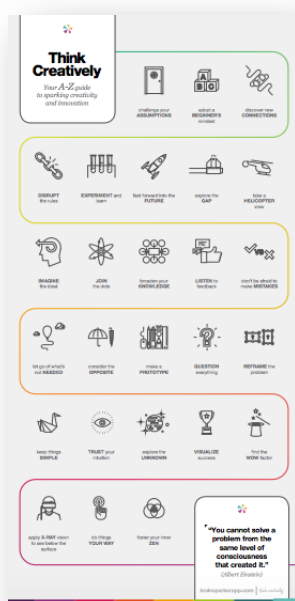 Think
Creatively
Your A-Z guide
to sparking creativity
and innovation
challenge your
ASSUMPTIONS
adopt a
BEGINNER'S
mindset
discover new
CONNECTIONS
DISRUPT
the rules
EXPERIMENT and
learn
fast forward into the
FUTURE
explore the
GAP
take a
HELICOPTER
view
IMAGINE
the ideal
JOIN
the dots
broaden your
KNOWLEDGE
LISTEN to
feedback
don't be afraid to
make MISTAKES
let go of what's
not NEEDED
consider the
OPPOSITE
make a
PROTOTYPE
QUESTION
everything
REFRAME the
problem
keep things
SIMPLE
TRUST your
intuition
explore the
UNKNOWN
VISUALIZE
success
find the
WOW factor
apply X-RAY vision
to see below the
surface
do things
YOUR WAY
foster your inner
ZEN
"You cannot solve a
problem from the
same level of
consciousness
that created it."
(Albert Einstein)
brainsparkerapp.com